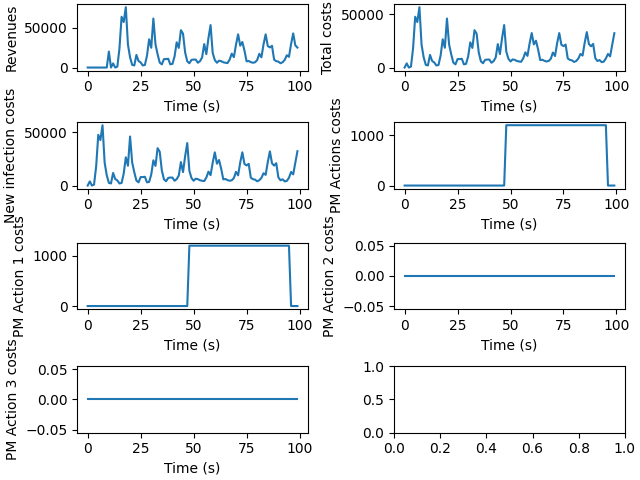 Revenues
50000
0
0 25 50 75 100
Time (s)
Total costs
50000
0
0 25 50 75 100
Time (s)
New infection costs
50000
0
0 25 50 75 100
Time (s)
PM Actions costs
1000
0
0 25 50 75 100
Time (s)
PM Action 1 costs
1000
0
0 25 50 75 100
Time (s)
PM Action 2 costs
0.05
0.00
−0.05
0 25 50 75 100
Time (s)
PM Action 3 costs
0.05
0.00
−0.05
0 25 50 75 100
Time (s)
1.0
0.5
0.0
0.0 0.2 0.4 0.6 0.8 1.0